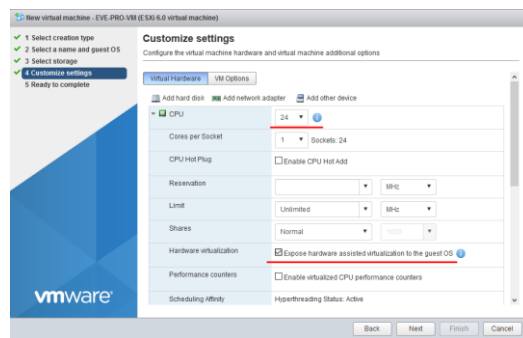 New virtual machine - EVE-PRO-VM (ESXi 6.0 virtual machine)
1 Select creation type
2 Select a name and guest OS
3 Select storage
4 Customize settings
5 Ready to complete
Customize settings
Configure the virtual machine hardware and virtual machine additional options
Virtual Hardware VM Options
Add hard disk Add network adapter Add other device
CPU 24
Cores per Socket 1 Sockets: 24
CPU Hot Plug Enable CPU Hot Add
Reservation MHz
Limit Unlimited MHz
Shares Normal
Hardware virtualization Expose hardware assisted virtualization to the guest OS
Performance counters Enable virtualized CPU performance counters
Scheduling Affinity Hyperthreading Status: Active
vmware
Back Next Finish Cancel